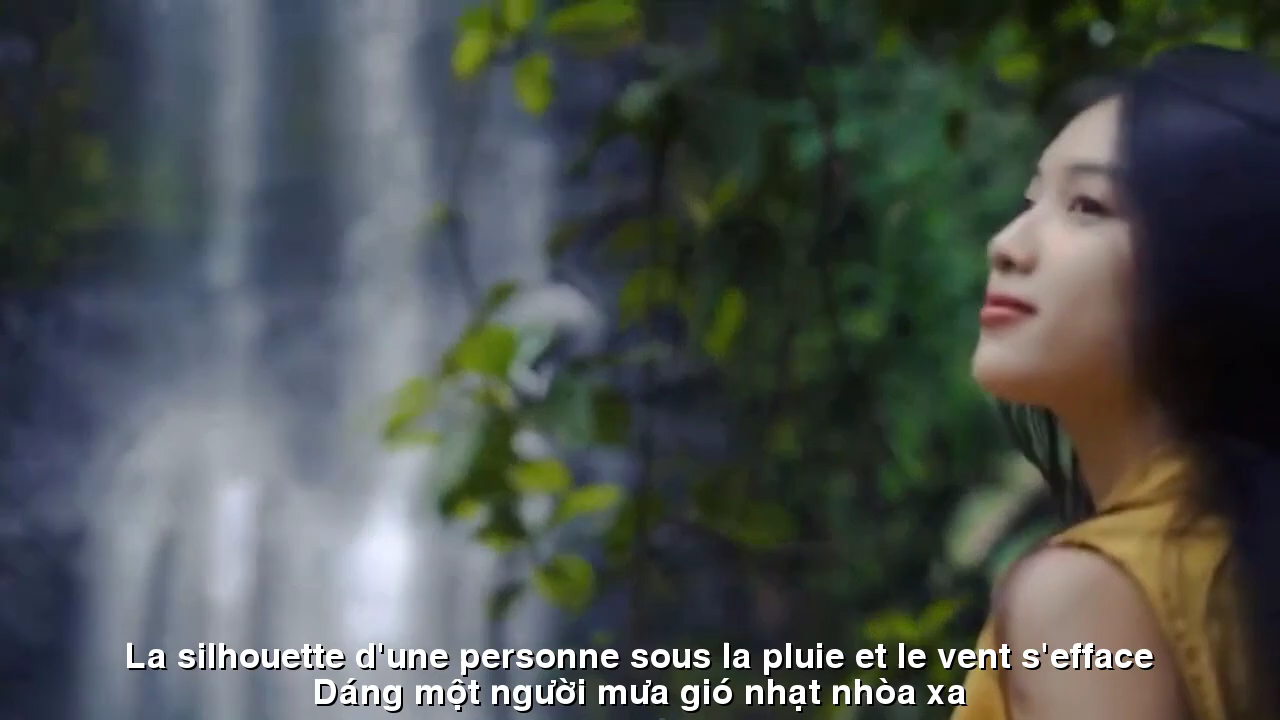 La silhouette d'une personne sous la pluie et le vent s'efface
Dáng một người mưa gió nhạt nhòa xa